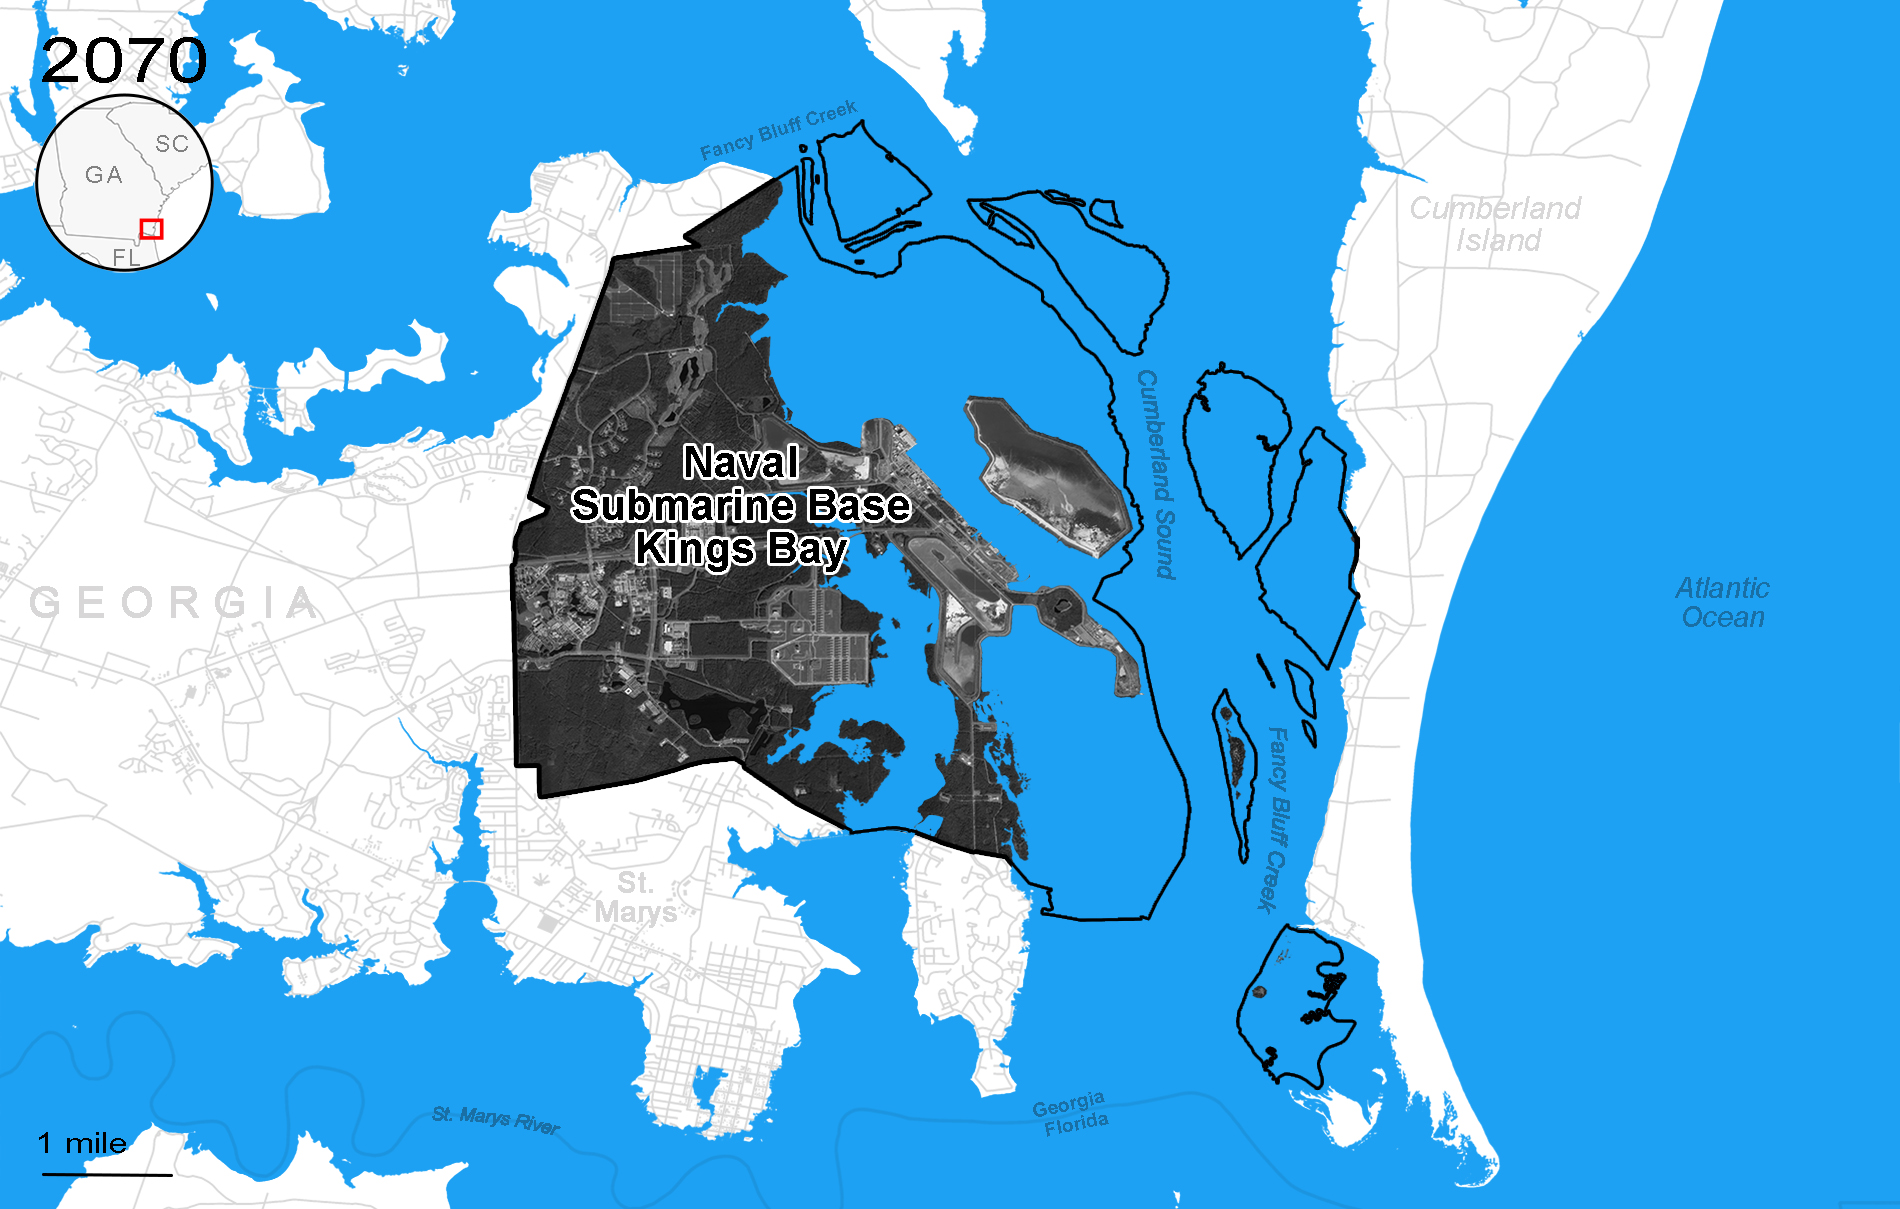 2070
GA
SC
FL
Fancy Bluff Creek
Cumberland
Island
Naval
Submarine Base
Kings Bay
Cumberland Sound
GEORGIA
Atlantic
Ocean
Fancy Bluff Creek
St.
Marys
St. Marys River
Georgia
Florida
1 mile